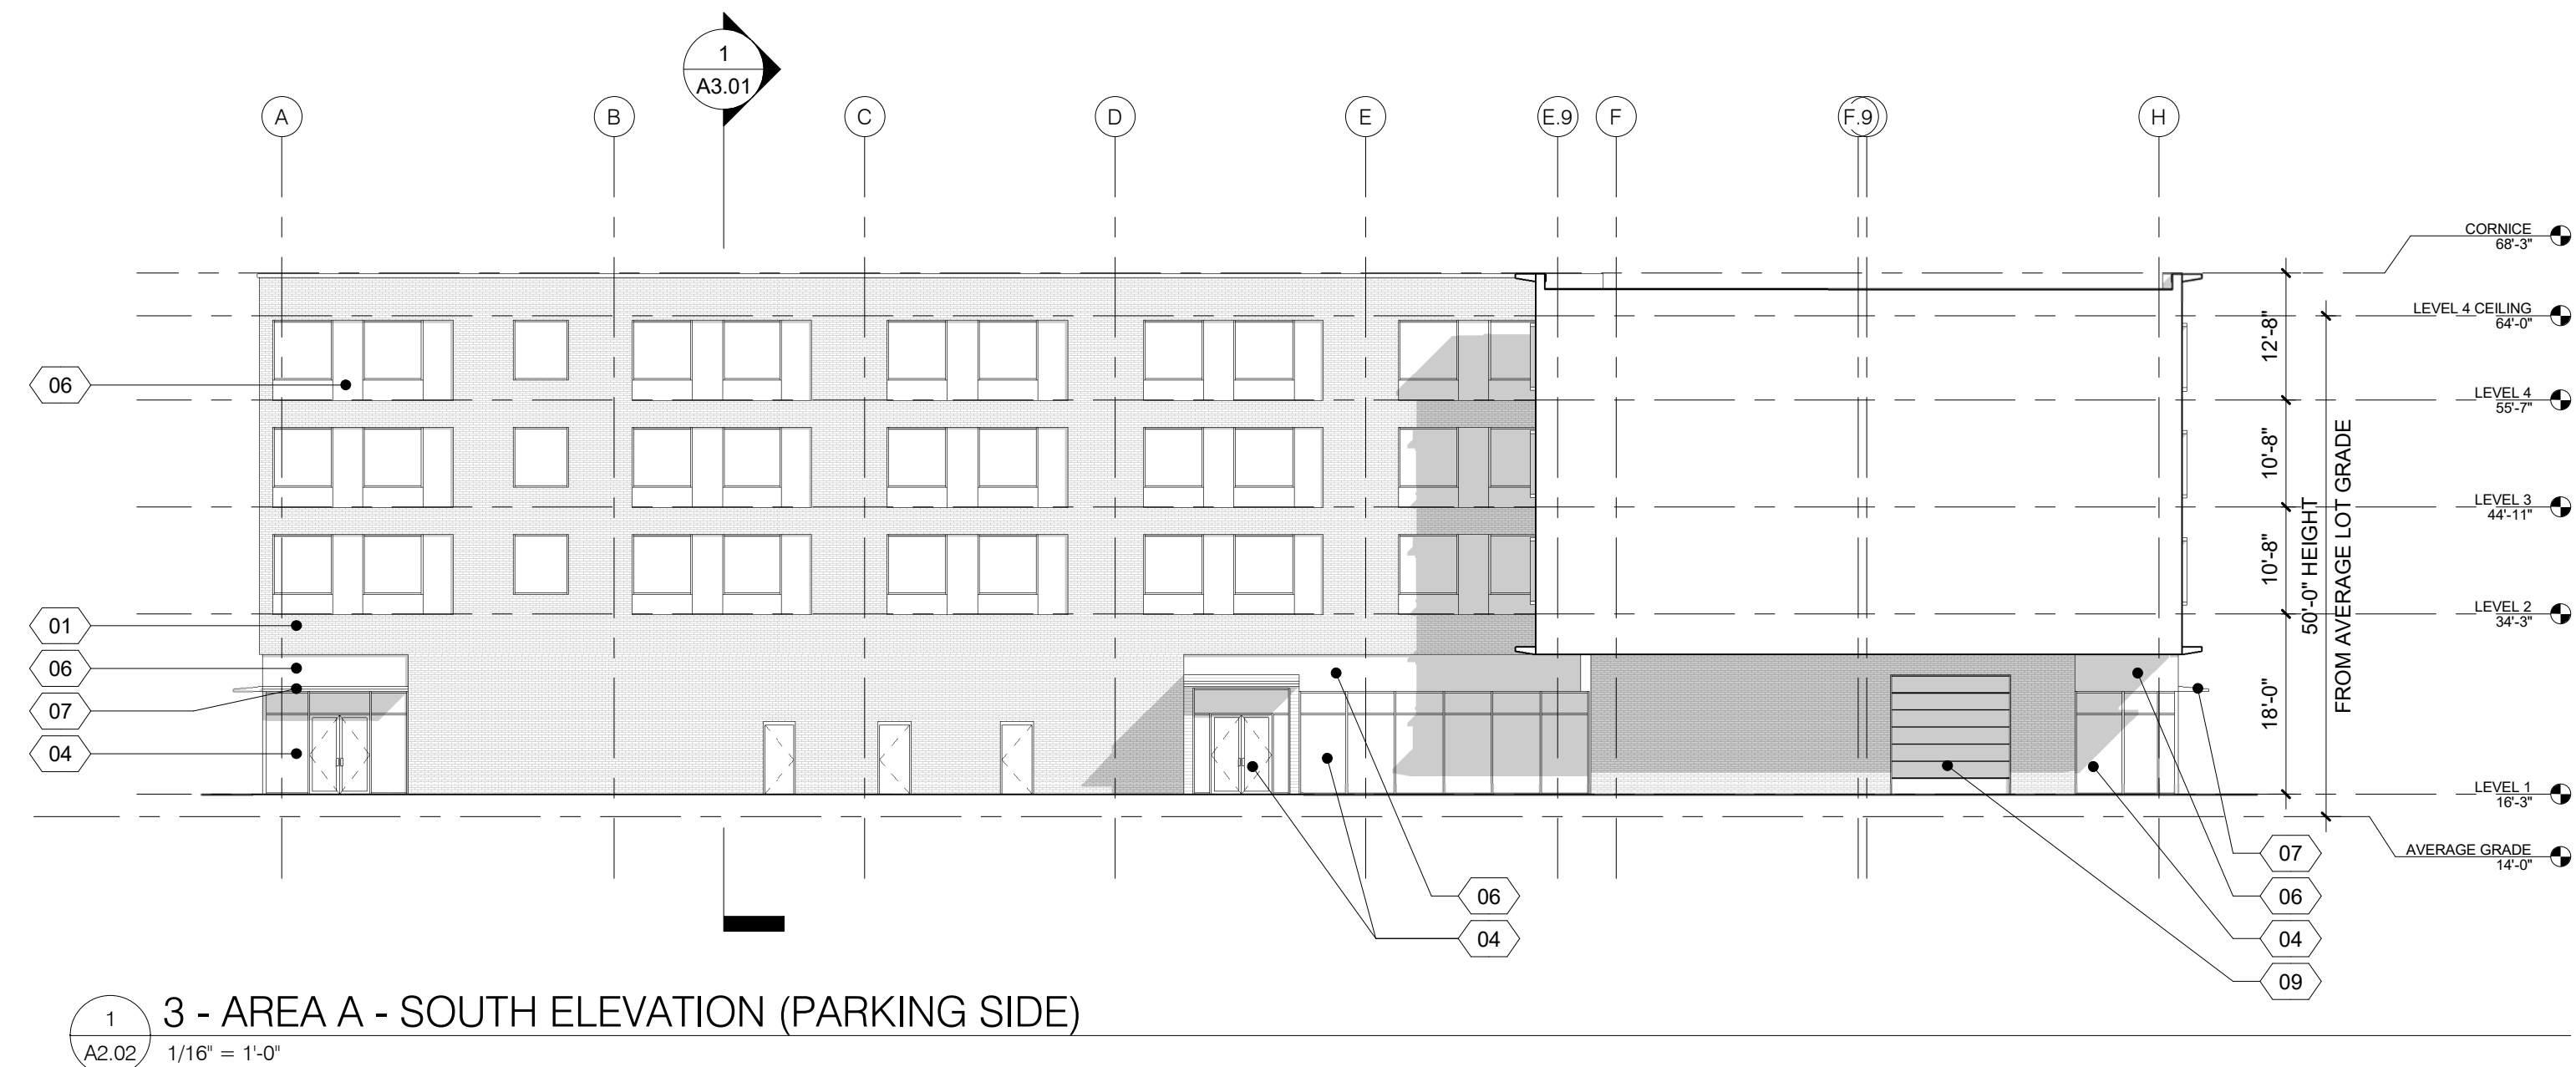 1
A3.01
A
B
C
D
E
E.9
F
F.9
H
CORNICE
68'-3"
LEVEL 4 CEILING
64'-0"
LEVEL 4
55'-7"
LEVEL 3
44'-11"
LEVEL 2
34'-3"
LEVEL 1
16'-3"
AVERAGE GRADE
14'-0"
12'-8"
10'-8"
10'-8"
18'-0"
50'-0" HEIGHT
FROM AVERAGE LOT GRADE
06
01
06
07
04
06
04
07
06
04
09
1
A2.02
3 - AREA A - SOUTH ELEVATION (PARKING SIDE)
1/16" = 1'-0"